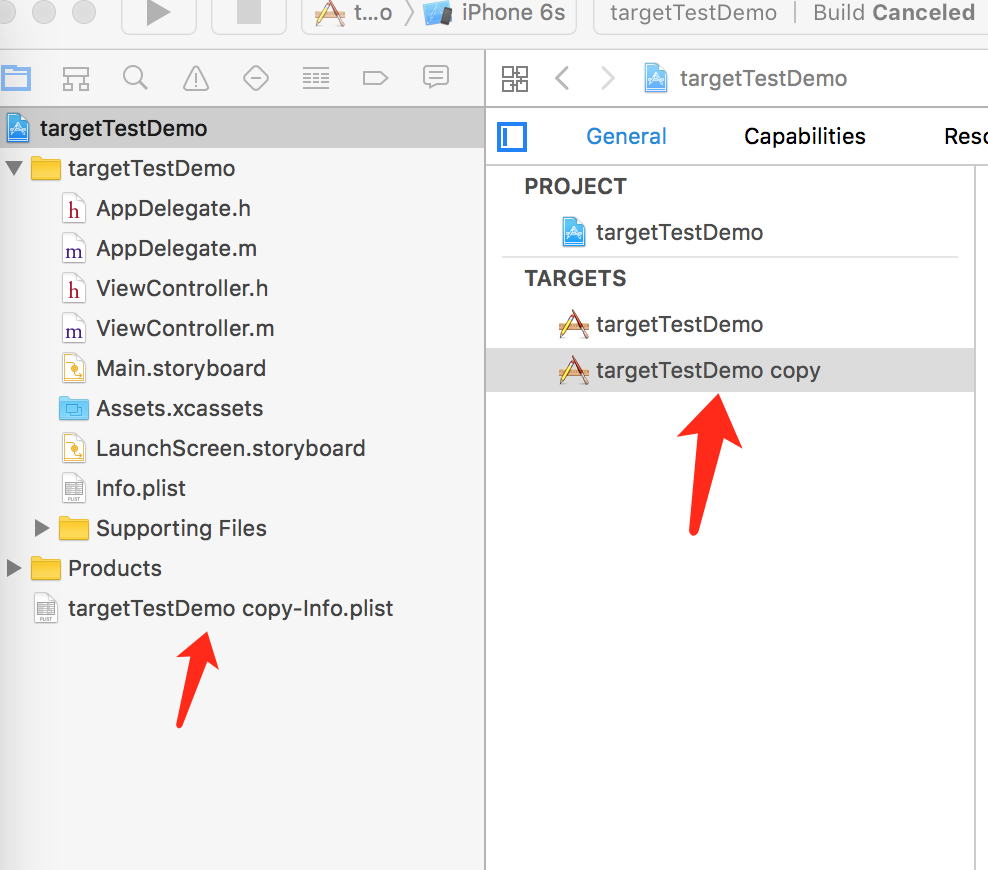 t...o
iPhone 6s
targetTestDemo
Build Canceled
targetTestDemo
targetTestDemo
targetTestDemo
h AppDelegate.h
m AppDelegate.m
h ViewController.h
m ViewController.m
Main.storyboard
Assets.xcassets
LaunchScreen.storyboard
PLIST Info.plist
Supporting Files
Products
PLIST targetTestDemo copy-Info.plist
General
Capabilities
Reso
PROJECT
targetTestDemo
TARGETS
targetTestDemo
targetTestDemo copy